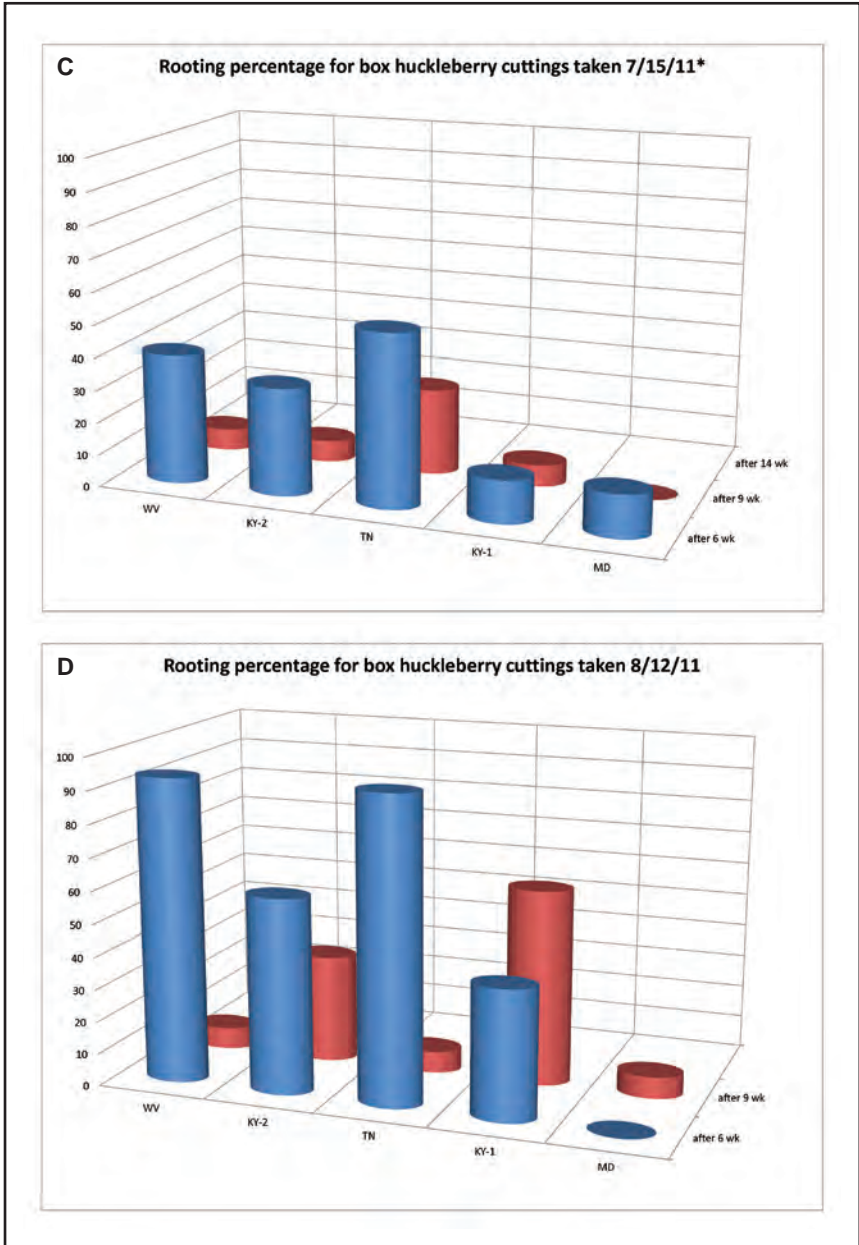 C
Rooting percentage for box huckleberry cuttings taken 7/15/11*
100
90
80
70
60
50
40
30
20
10
0
WV
KY-2
TN
KY-1
MD
after 14 wk
after 9 wk
after 6 wk
D
Rooting percentage for box huckleberry cuttings taken 8/12/11
100
90
80
70
60
50
40
30
20
10
0
WV
KY-2
TN
KY-1
MD
after 9 wk
after 6 wk